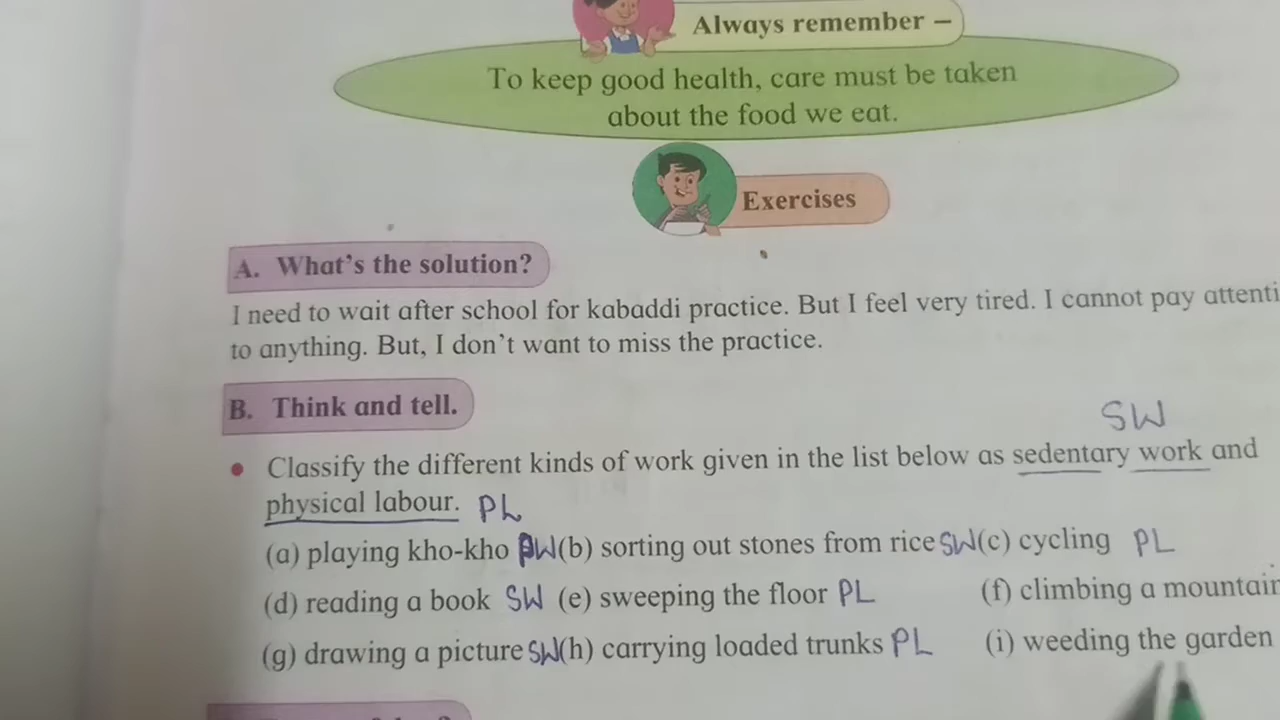 Always remember –
To keep good health, care must be taken
about the food we eat.
Exercises
A. What's the solution?
I need to wait after school for kabaddi practice. But I feel very tired. I cannot pay attenti
to anything. But, I don't want to miss the practice.
B. Think and tell.
SW
• Classify the different kinds of work given in the list below as sedentary work and
physical labour. PL
(a) playing kho-kho PW (b) sorting out stones from rice SW (c) cycling PL
(d) reading a book SW (e) sweeping the floor PL (f) climbing a mountain
(g) drawing a picture SW (h) carrying loaded trunks PL (i) weeding the garden